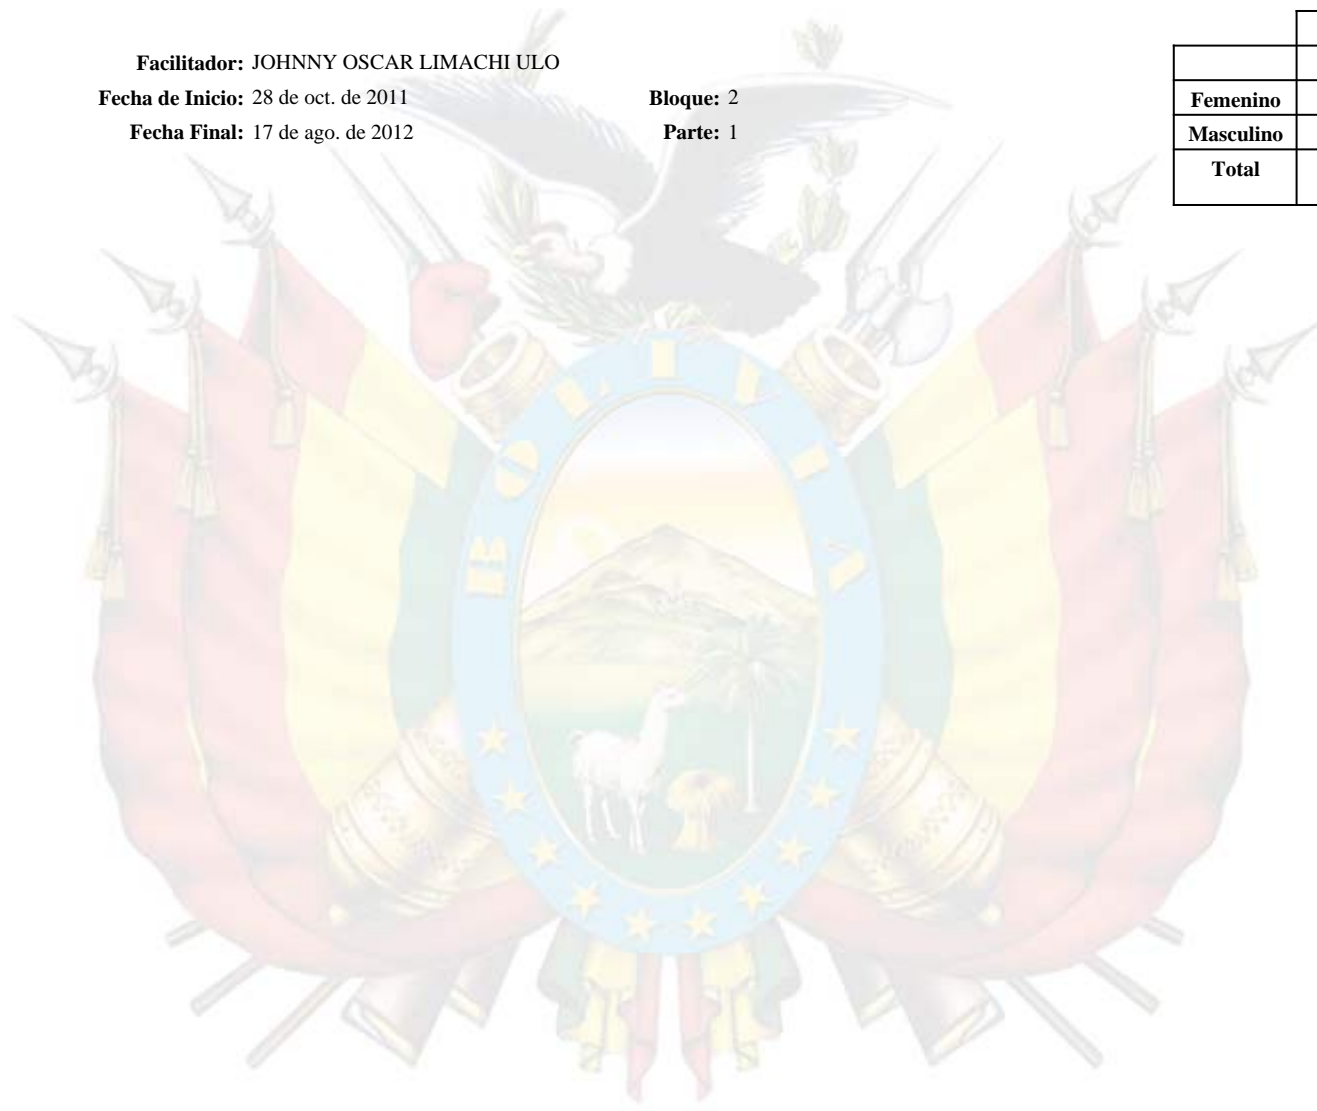 Facilitador: JOHNNY OSCAR LIMACHI ULO
Fecha de Inicio: 28 de oct. de 2011
Bloque: 2
Fecha Final: 17 de ago. de 2012
Parte: 1
Femenino
Masculino
Total
BOLIVIA